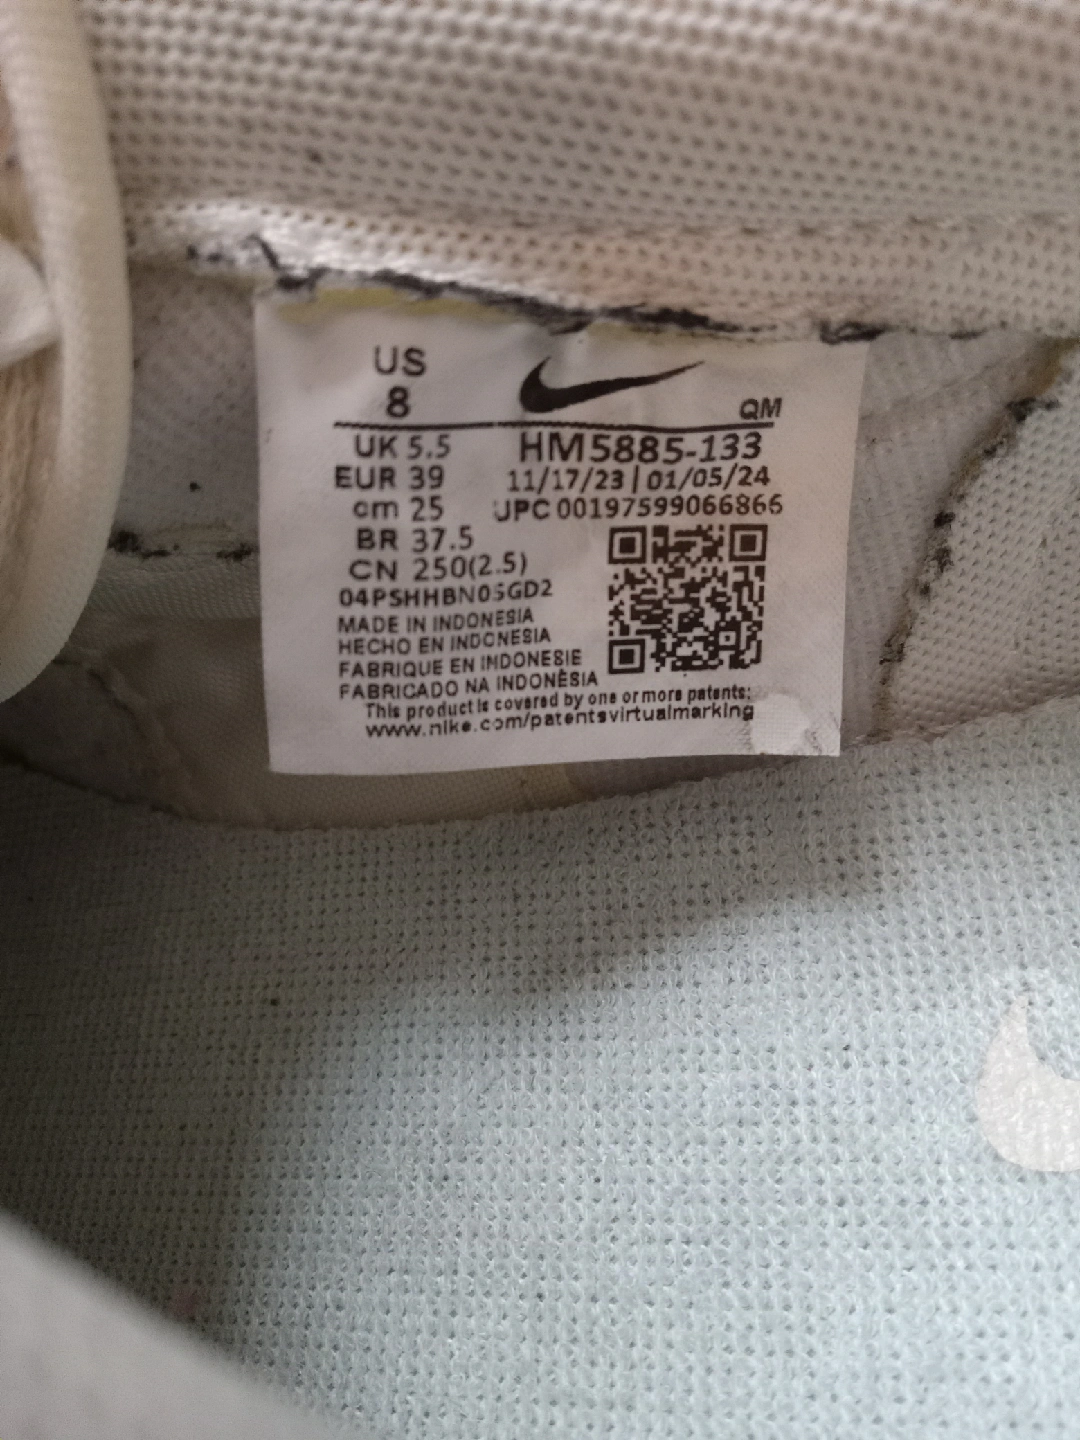 US
8
QM
UK 5.5 HM5885-133
EUR 39 11/17/23 | 01/05/24
cm 25 UPC 00197599066866
BR 37.5
CN 250(2.5)
04PSHHBN05GD2
MADE IN INDONESIA
HECHO EN INDONESIA
FABRIQUE EN INDONESIE
FABRICADO NA INDONÉSIA
This product is covered by one or more patents:
www.nike.com/patentsvirtualmarking